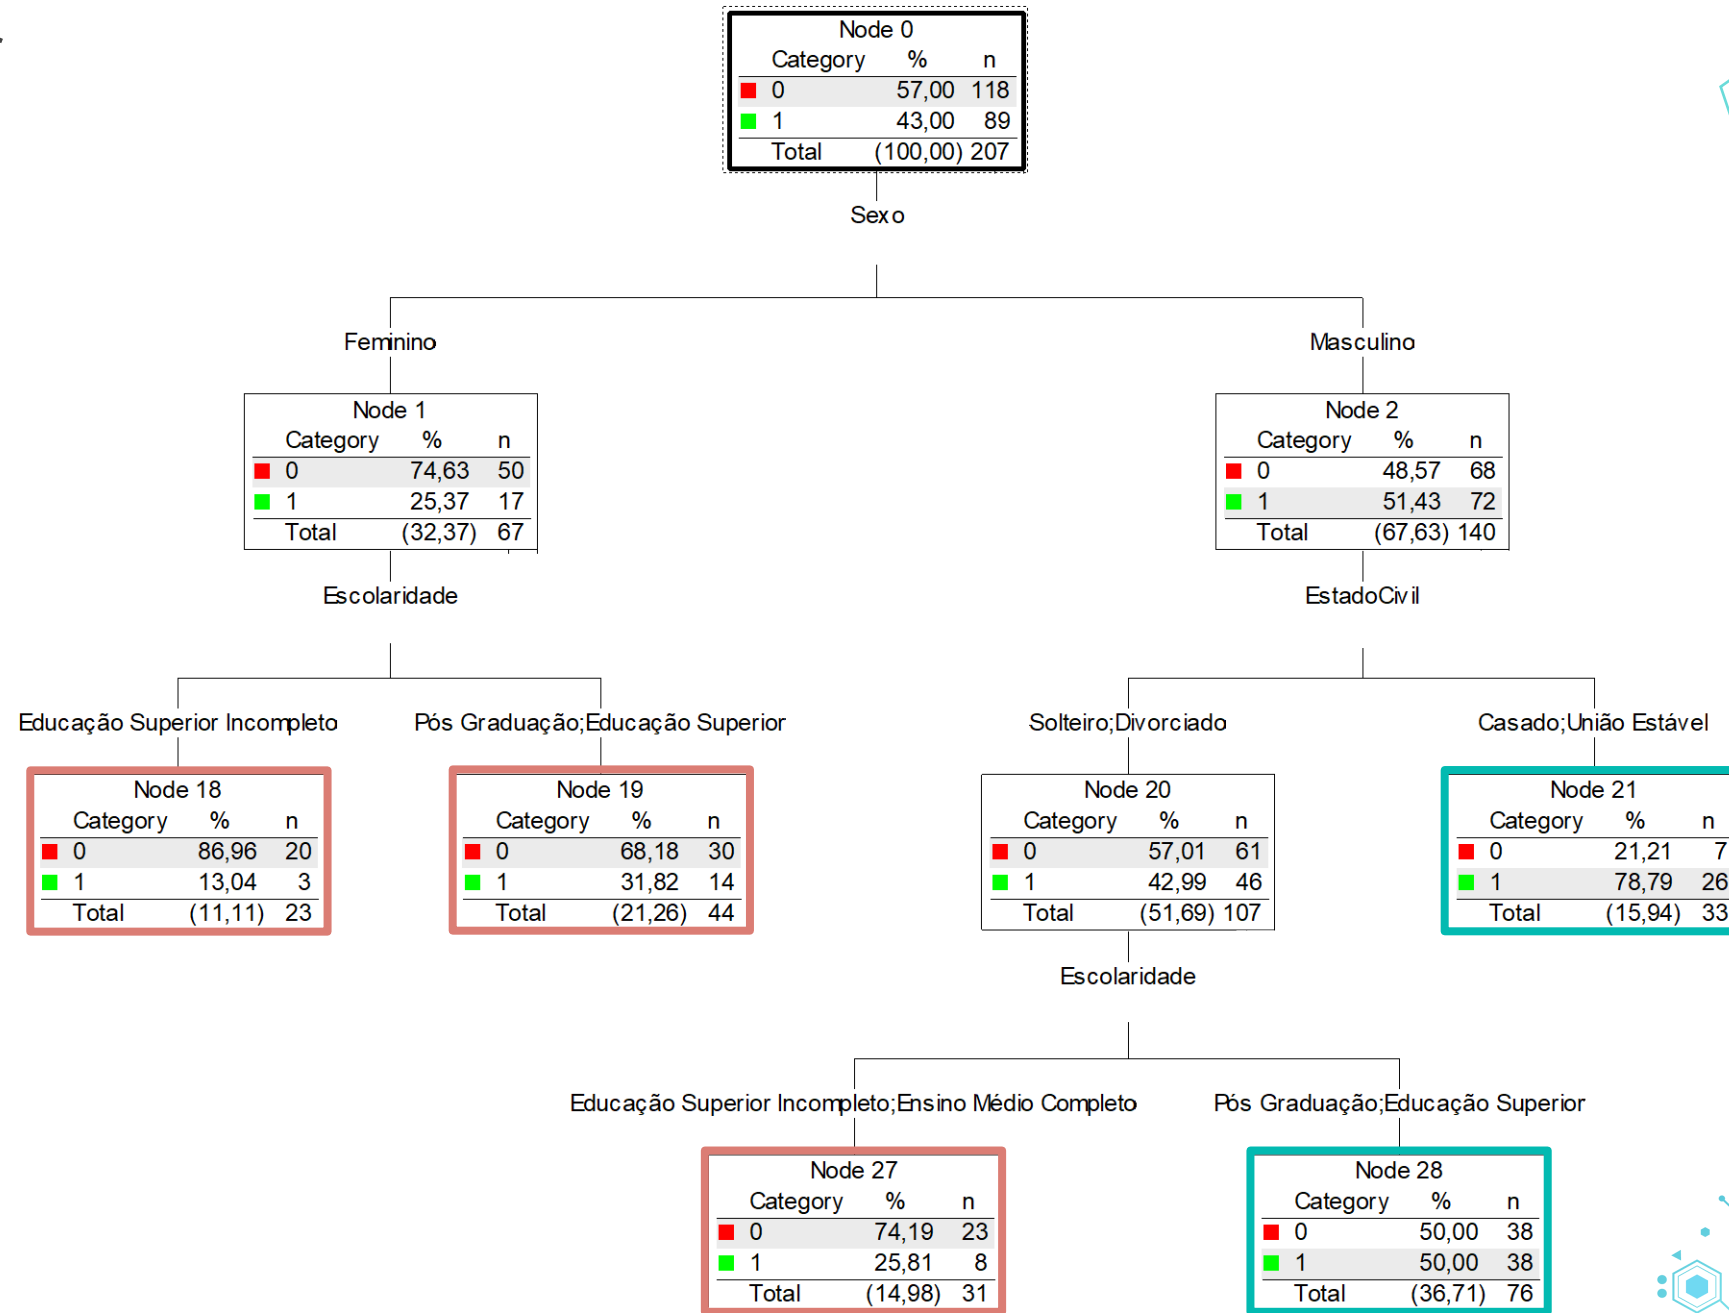 Node 0
Category % n
0 57,00 118
1 43,00 89
Total (100,00) 207
Sexo
Feminino
Masculino
Node 1
Category % n
0 74,63 50
1 25,37 17
Total (32,37) 67
Node 2
Category % n
0 48,57 68
1 51,43 72
Total (67,63) 140
Escolaridade
EstadoCivil
Educação Superior Incompleto
Pós Graduação;Educação Superior
Solteiro;Divorciado
Casado;União Estável
Node 18
Category % n
0 86,96 20
1 13,04 3
Total (11,11) 23
Node 19
Category % n
0 68,18 30
1 31,82 14
Total (21,26) 44
Node 20
Category % n
0 57,01 61
1 42,99 46
Total (51,69) 107
Node 21
Category % n
0 21,21 7
1 78,79 26
Total (15,94) 33
Escolaridade
Educação Superior Incompleto;Ensino Médio Completo
Pós Graduação;Educação Superior
Node 27
Category % n
0 74,19 23
1 25,81 8
Total (14,98) 31
Node 28
Category % n
0 50,00 38
1 50,00 38
Total (36,71) 76